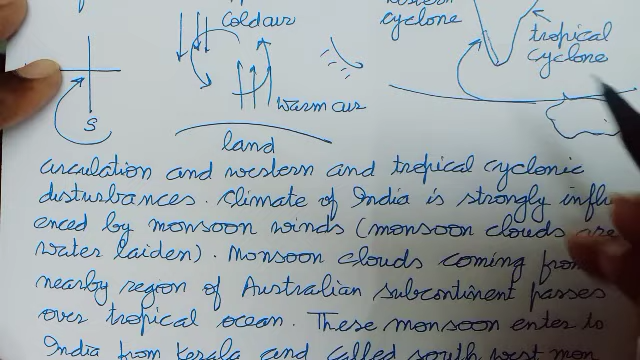 cold air
western
cyclone
tropical
cyclone
warm air
S
land
circulation and western and tropical cyclonic
disturbances. Climate of India is strongly influ
enced by monsoon winds (monsoon clouds are
water laiden). Monsoon clouds coming from
nearby region of Australian subcontinent passes
over tropical ocean. These monsoon enter to
India from Kerala and called south west mon